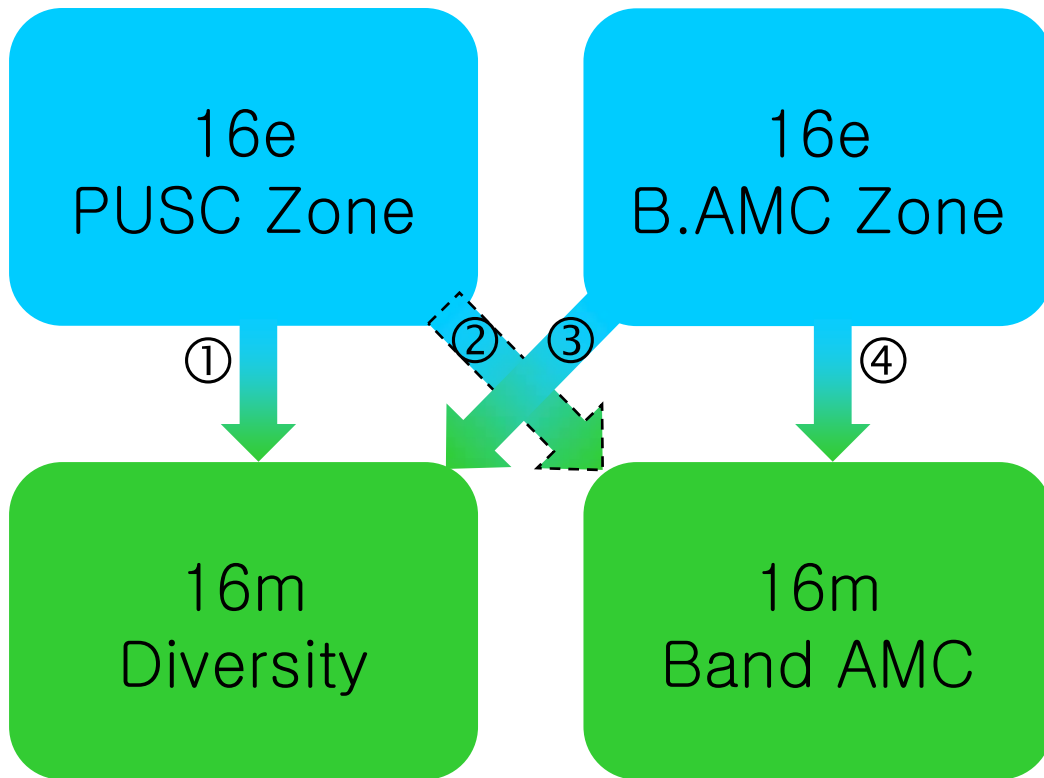 16e
PUSC Zone
16e
B.AMC Zone
①
②
③
④
16m
Diversity
16m
Band AMC